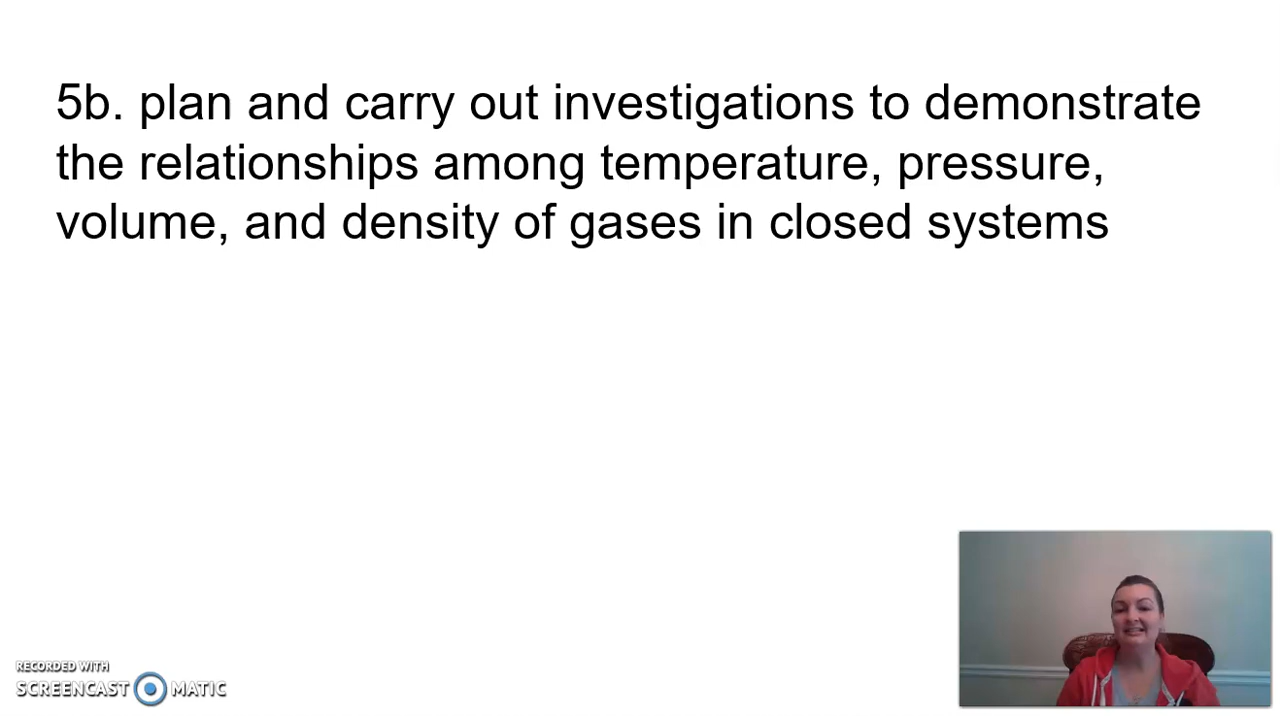 5b. plan and carry out investigations to demonstrate
the relationships among temperature, pressure,
volume, and density of gases in closed systems
RECORDED WITH
SCREENCAST MATIC